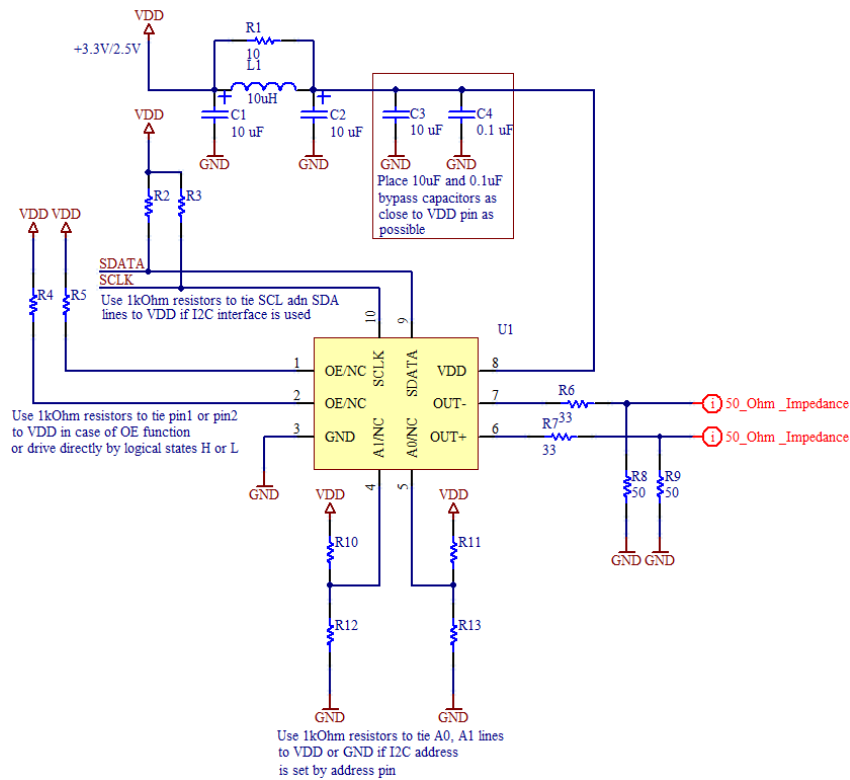 VDD
+3.3V/2.5V
R1
10
L1
10uH
C1
10 uF
GND
C2
10 uF
GND
C3
10 uF
GND
C4
0.1 uF
GND
Place 10uF and 0.1uF
bypass capacitors as
close to VDD pin as
possible
VDD
R2
R3
VDD
VDD
R4
R5
SDATA
SCLK
Use 1kOhm resistors to tie SCL adn SDA
lines to VDD if I2C interface is used
10
9
U1
1
OE/NC
SCLK
SDATA
VDD
8
2
OE/NC
OUT-
7
3
GND
A1/NC
A0/NC
OUT+
6
4
5
Use 1kOhm resistors to tie pin1 or pin2
to VDD in case of OE function
or drive directly by logical states H or L
GND
R6
33
i
50_Ohm _Impedance
R7
33
i
50_Ohm _Impedance
R8
50
R9
50
GND
GND
VDD
VDD
R10
R11
R12
R13
GND
GND
Use 1kOhm resistors to tie A0, A1 lines
to VDD or GND if I2C address
is set by address pin